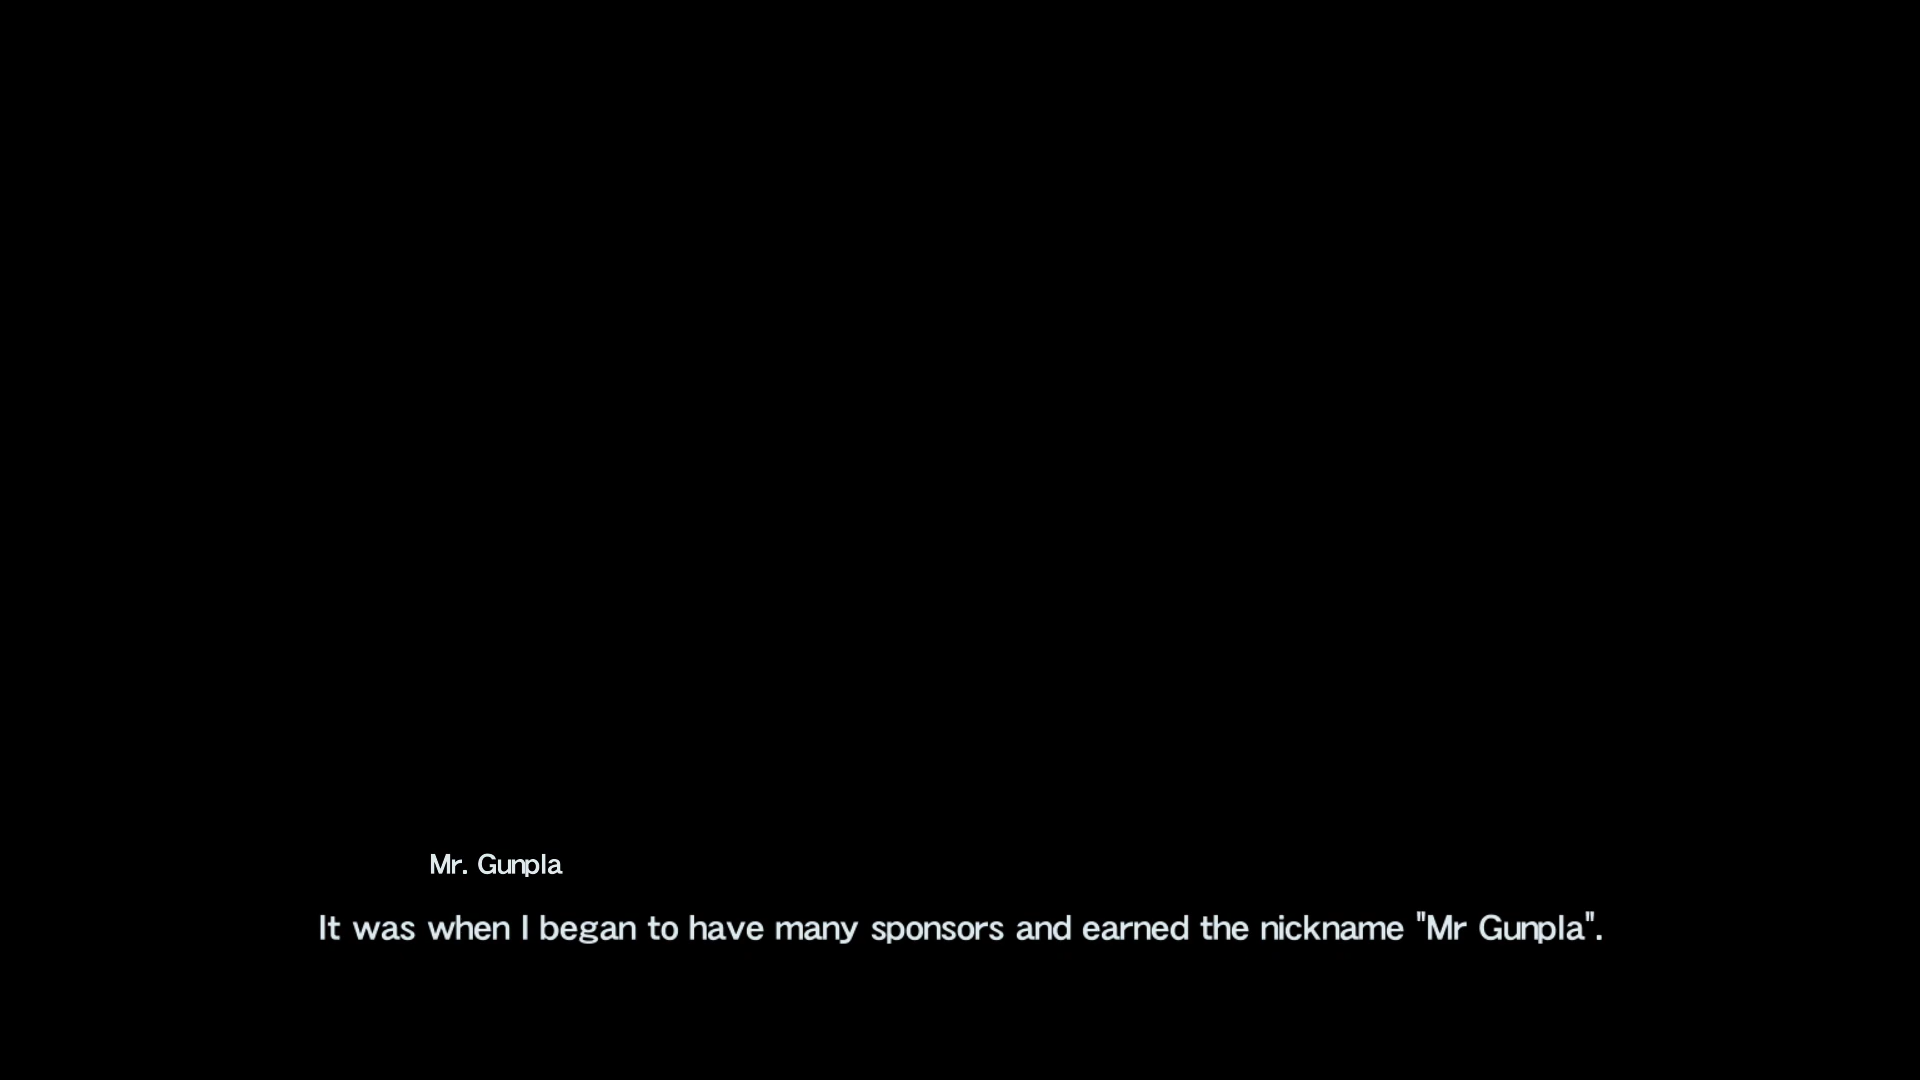 Mr. Gunpla
It was when I began to have many sponsors and earned the nickname "Mr Gunpla".